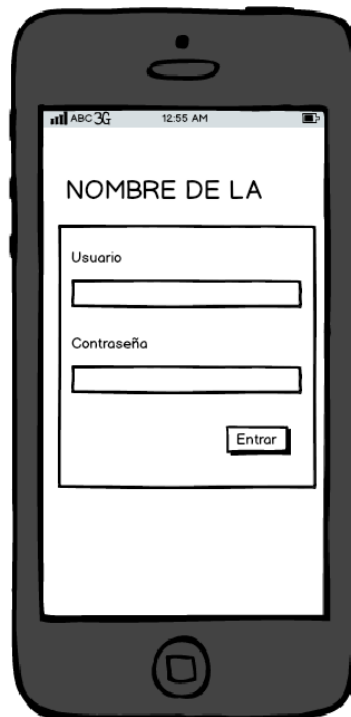 ABC 3G 12:55 AM
NOMBRE DE LA
Usuario
Contraseña
Entrar